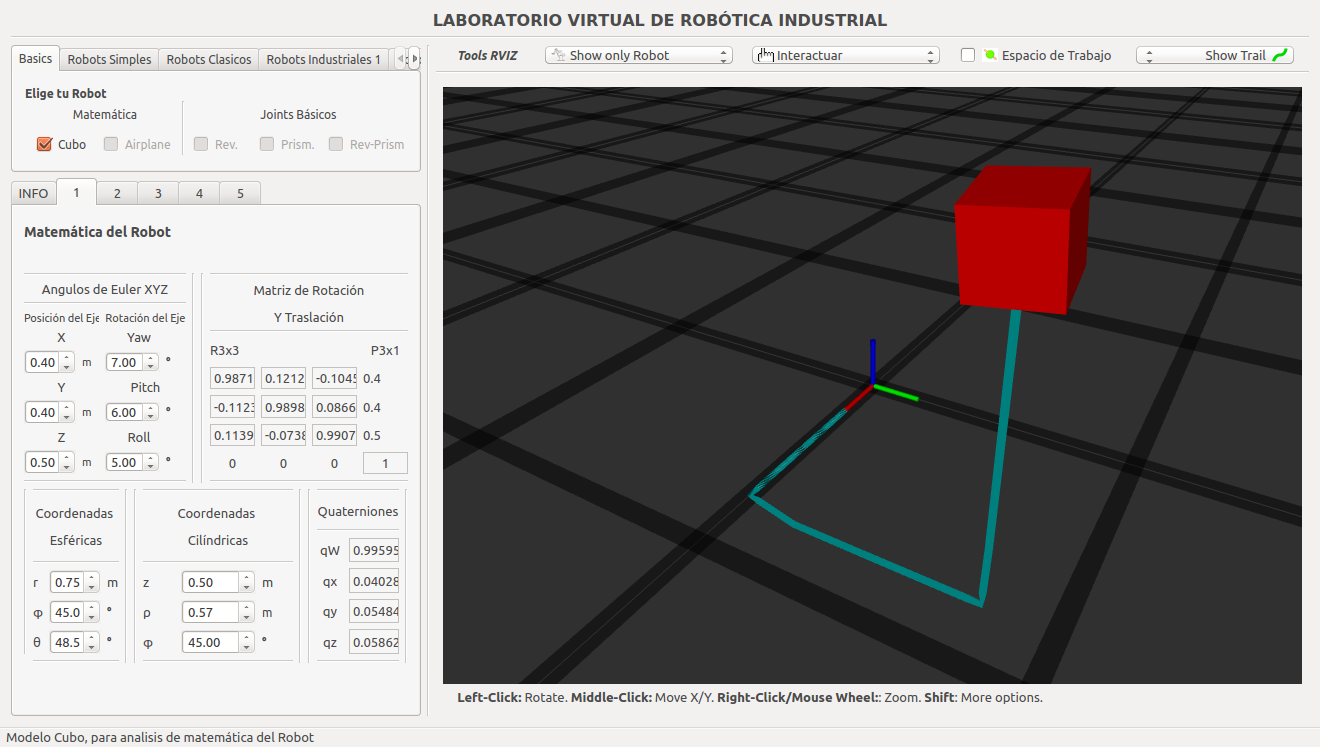 LABORATORIO VIRTUAL DE ROBÓTICA INDUSTRIAL
Basics Robots Simples Robots Clasicos Robots Industriales 1
Tools RVIZ Show only Robot Interactuar Espacio de Trabajo Show Trail
Elige tu Robot
Matemática Joints Básicos
Cubo Airplane Rev. Prism. Rev-Prism
INFO 1 2 3 4 5
Matemática del Robot
Angulos de Euler XYZ
Posición del Eje Rotación del Eje
X Yaw
0.40 m 7.00 º
Y Pitch
0.40 m 6.00 º
Z Roll
0.50 m 5.00 º
Matriz de Rotación
Y Traslación
R3x3 P3x1
0.9871 0.1212 -0.1045 0.4
-0.1123 0.9898 0.0866 0.4
0.1139 -0.0738 0.9907 0.5
0 0 0 1
Coordenadas
Esféricas
r 0.75 m
φ 45.0 º
θ 48.5 º
Coordenadas
Cilíndricas
z 0.50 m
ρ 0.57 m
φ 45.00 º
Quaterniones
qW 0.99595
qx 0.04028
qy 0.05484
qz 0.05862
Left-Click: Rotate. Middle-Click: Move X/Y. Right-Click/Mouse Wheel:: Zoom. Shift: More options.
Modelo Cubo, para analisis de matemática del Robot